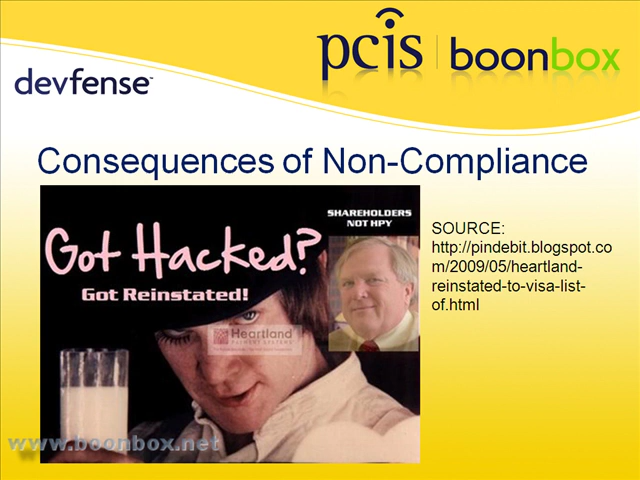 pcis | boonbox
devfense™
Consequences of Non-Compliance
SHAREHOLDERS
NOT HPY
Got Hacked?
Got Reinstated!
Heartland
PAYMENT SYSTEMS
SOURCE:
http://pindebit.blogspot.co
m/2009/05/heartland-
reinstated-to-visa-list-
of.html
www.boonbox.net